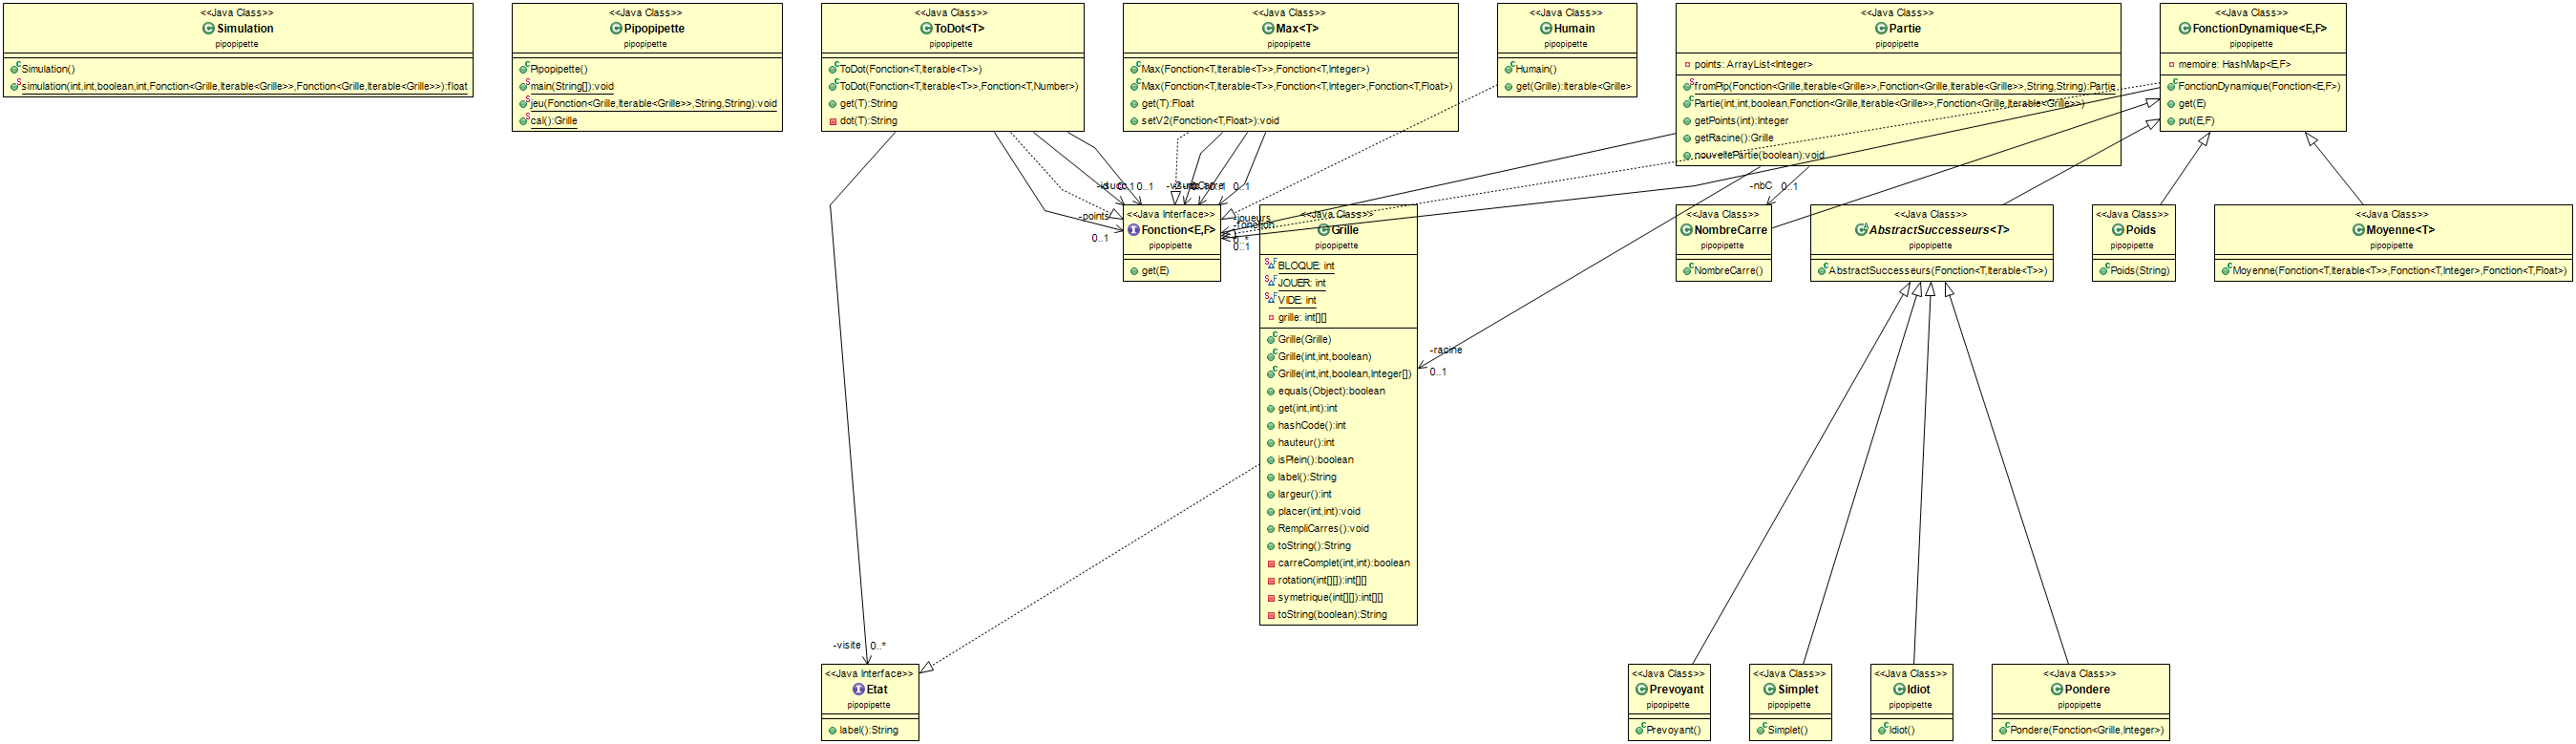 <<Java Class>>
Simulation
pipopipette
Simulation()
simulation(int,int,boolean,int,Fonction<Grille,Iterable<Grille>>,Fonction<Grille,Iterable<Grille>>):float
<<Java Class>>
Pipopipette
pipopipette
Pipopipette()
main(String[]):void
jeu(Fonction<Grille,Iterable<Grille>>,String,String):void
cal():Grille
<<Java Class>>
ToDot<T>
pipopipette
ToDot(Fonction<T,Iterable<T>>)
ToDot(Fonction<T,Iterable<T>>,Fonction<T,Number>)
get(T):String
dot(T):String
<<Java Class>>
Max<T>
pipopipette
Max(Fonction<T,Iterable<T>>,Fonction<T,Integer>)
Max(Fonction<T,Iterable<T>>,Fonction<T,Integer>,Fonction<T,Float>)
get(T):Float
setV2(Fonction<T,Float>):void
<<Java Class>>
Humain
pipopipette
Humain()
get(Grille):Iterable<Grille>
<<Java Class>>
Partie
pipopipette
points: ArrayList<Integer>
fromPip(Fonction<Grille,Iterable<Grille>>,Fonction<Grille,Iterable<Grille>>,String,String):Partie
Partie(int,int,boolean,Fonction<Grille,Iterable<Grille>>,Fonction<Grille,Iterable<Grille>>)
getPoints(int):Integer
getRacine():Grille
nouvellePartie(boolean):void
<<Java Class>>
FonctionDynamique<E,F>
pipopipette
memoire: HashMap<E,F>
FonctionDynamique(Fonction<E,F>)
get(E)
put(E,F)
0..1
0..1
-nbC 0..1
-points
0..1
<<Java Interface>>
Fonction<E,F>
pipopipette
get(E)
-joueurs
-fonction
0..*
0..1
<<Java Class>>
Grille
pipopipette
BLOQUE: int
JOUER: int
VIDE: int
grille: int[][]
Grille(Grille)
Grille(int,int,boolean)
Grille(int,int,boolean,Integer[])
equals(Object):boolean
get(int,int):int
hashCode():int
hauteur():int
isPlein():boolean
label():String
largeur():int
placer(int,int):void
RempliCarres():void
toString():String
carreComplet(int,int):boolean
rotation(int[][]):int[][]
symetrique(int[][]):int[][]
toString(boolean):String
-racine
0..1
<<Java Class>>
NombreCarre
pipopipette
NombreCarre()
<<Java Class>>
AbstractSuccesseurs<T>
pipopipette
AbstractSuccesseurs(Fonction<T,Iterable<T>>)
<<Java Class>>
Poids
pipopipette
Poids(String)
<<Java Class>>
Moyenne<T>
pipopipette
Moyenne(Fonction<T,Iterable<T>>,Fonction<T,Integer>,Fonction<T,Float>)
-visite 0..*
<<Java Interface>>
Etat
pipopipette
label():String
<<Java Class>>
Prevoyant
pipopipette
Prevoyant()
<<Java Class>>
Simplet
pipopipette
Simplet()
<<Java Class>>
Idiot
pipopipette
Idiot()
<<Java Class>>
Pondere
pipopipette
Pondere(Fonction<Grille,Integer>)